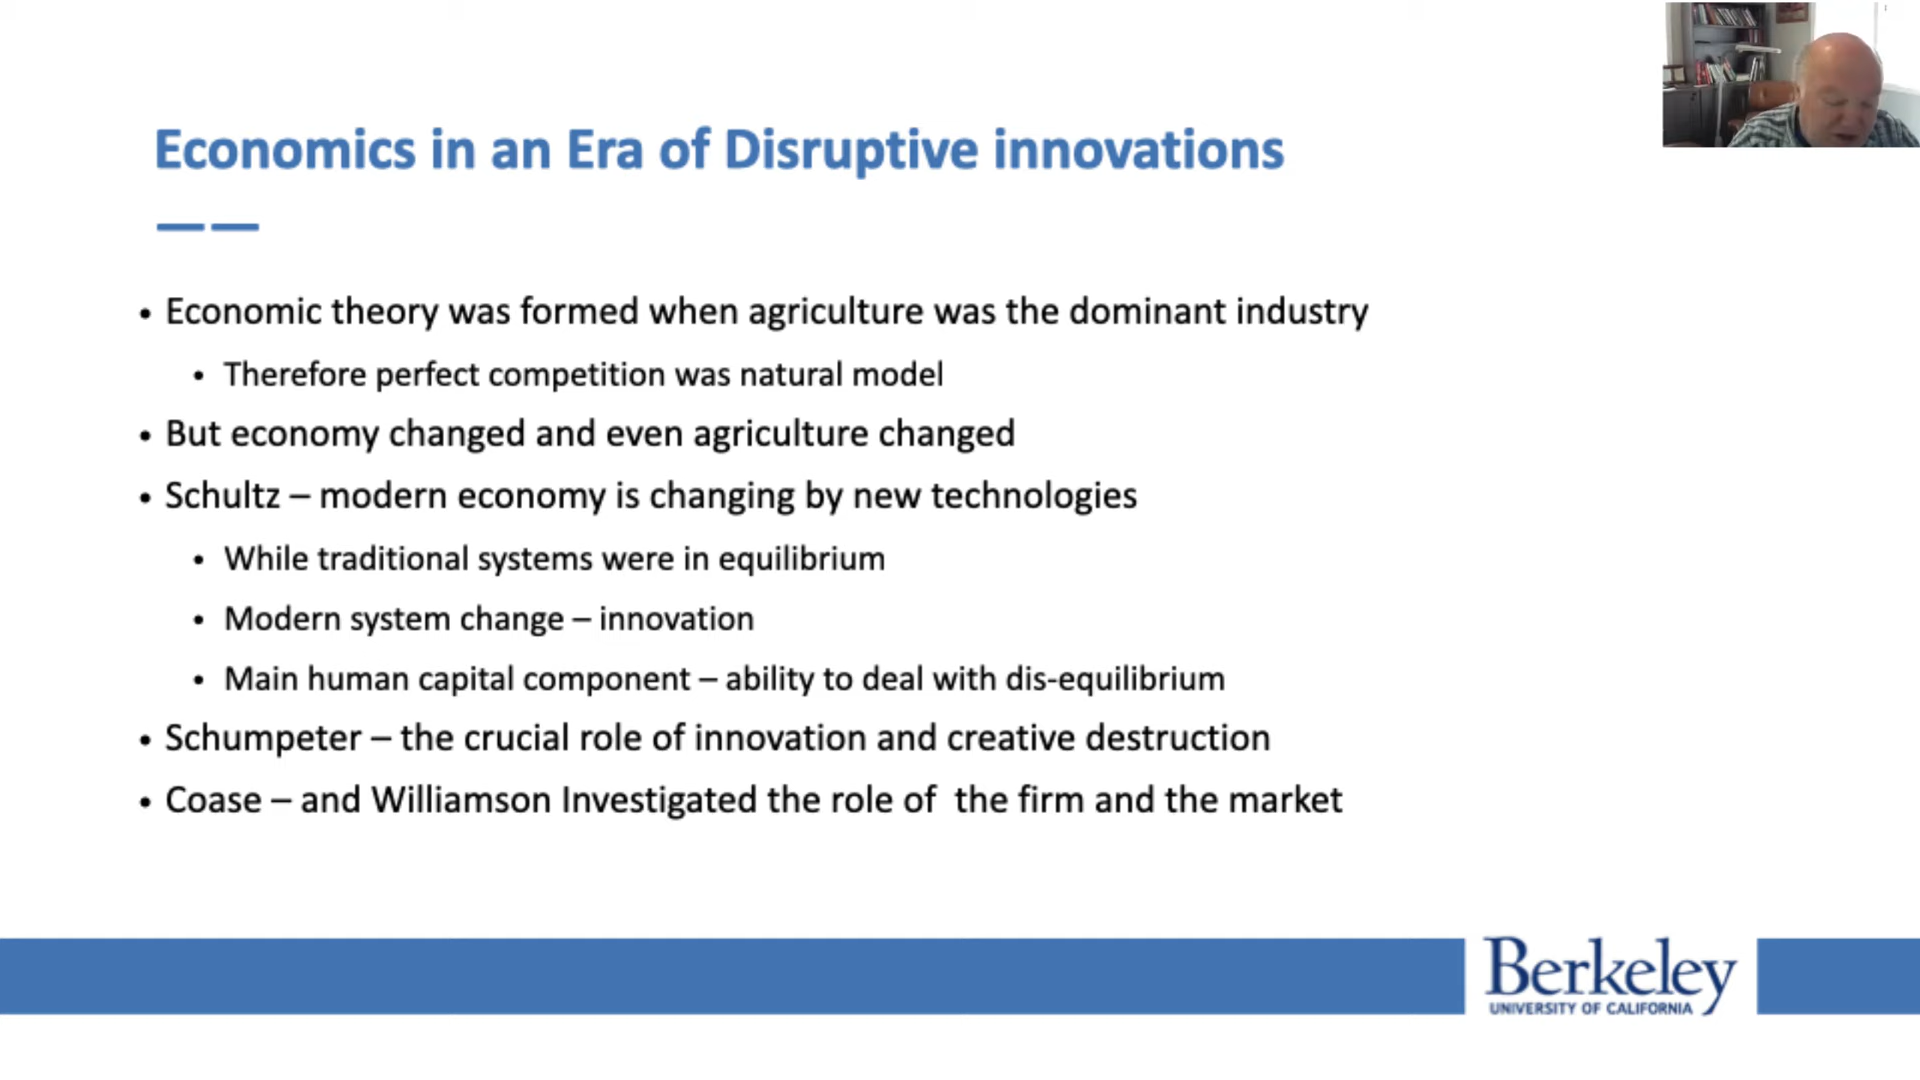 Economics in an Era of Disruptive innovations
• Economic theory was formed when agriculture was the dominant industry
• Therefore perfect competition was natural model
• But economy changed and even agriculture changed
• Schultz – modern economy is changing by new technologies
• While traditional systems were in equilibrium
• Modern system change – innovation
• Main human capital component – ability to deal with dis-equilibrium
• Schumpeter – the crucial role of innovation and creative destruction
• Coase – and Williamson Investigated the role of  the firm and the market
Berkeley
UNIVERSITY OF CALIFORNIA